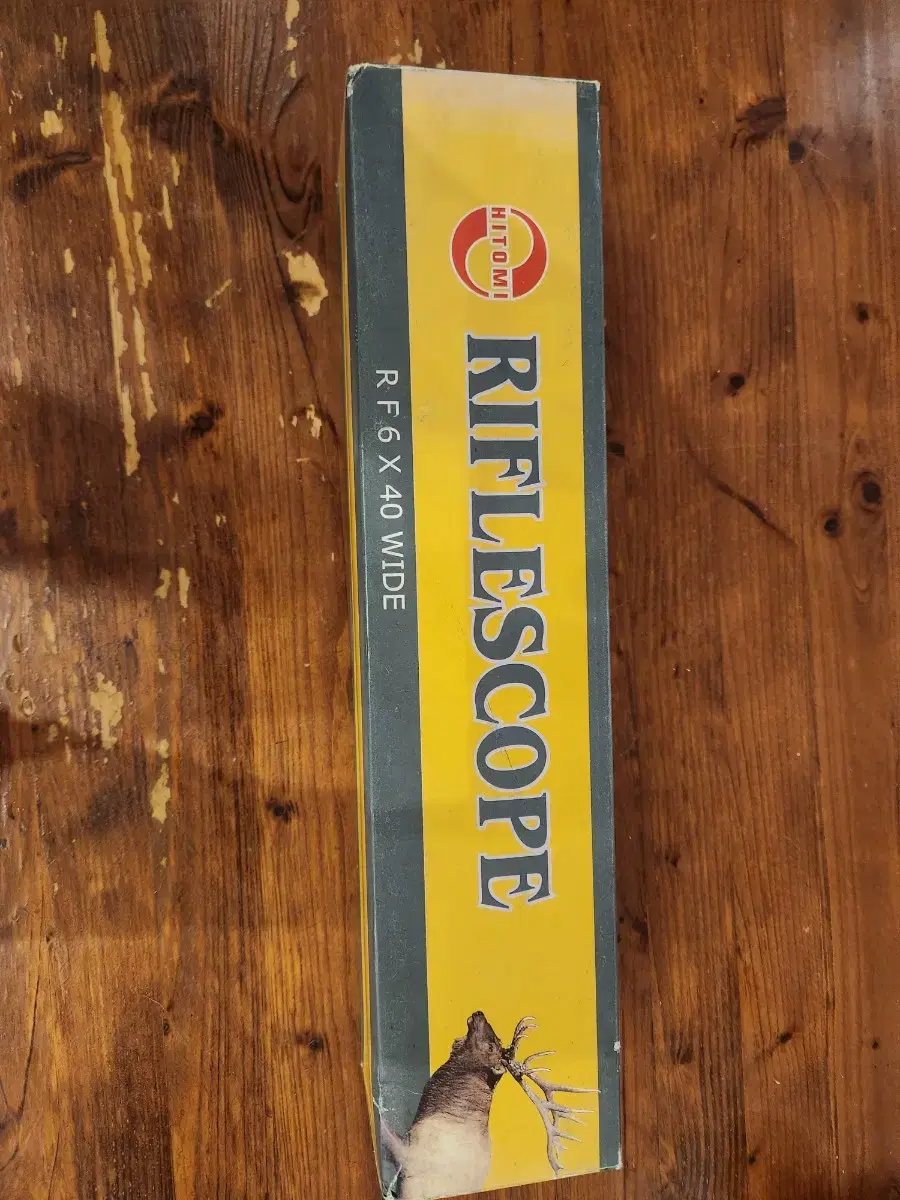 HITOMI
RIFLESCOPE
R F 6 X 40 WIDE